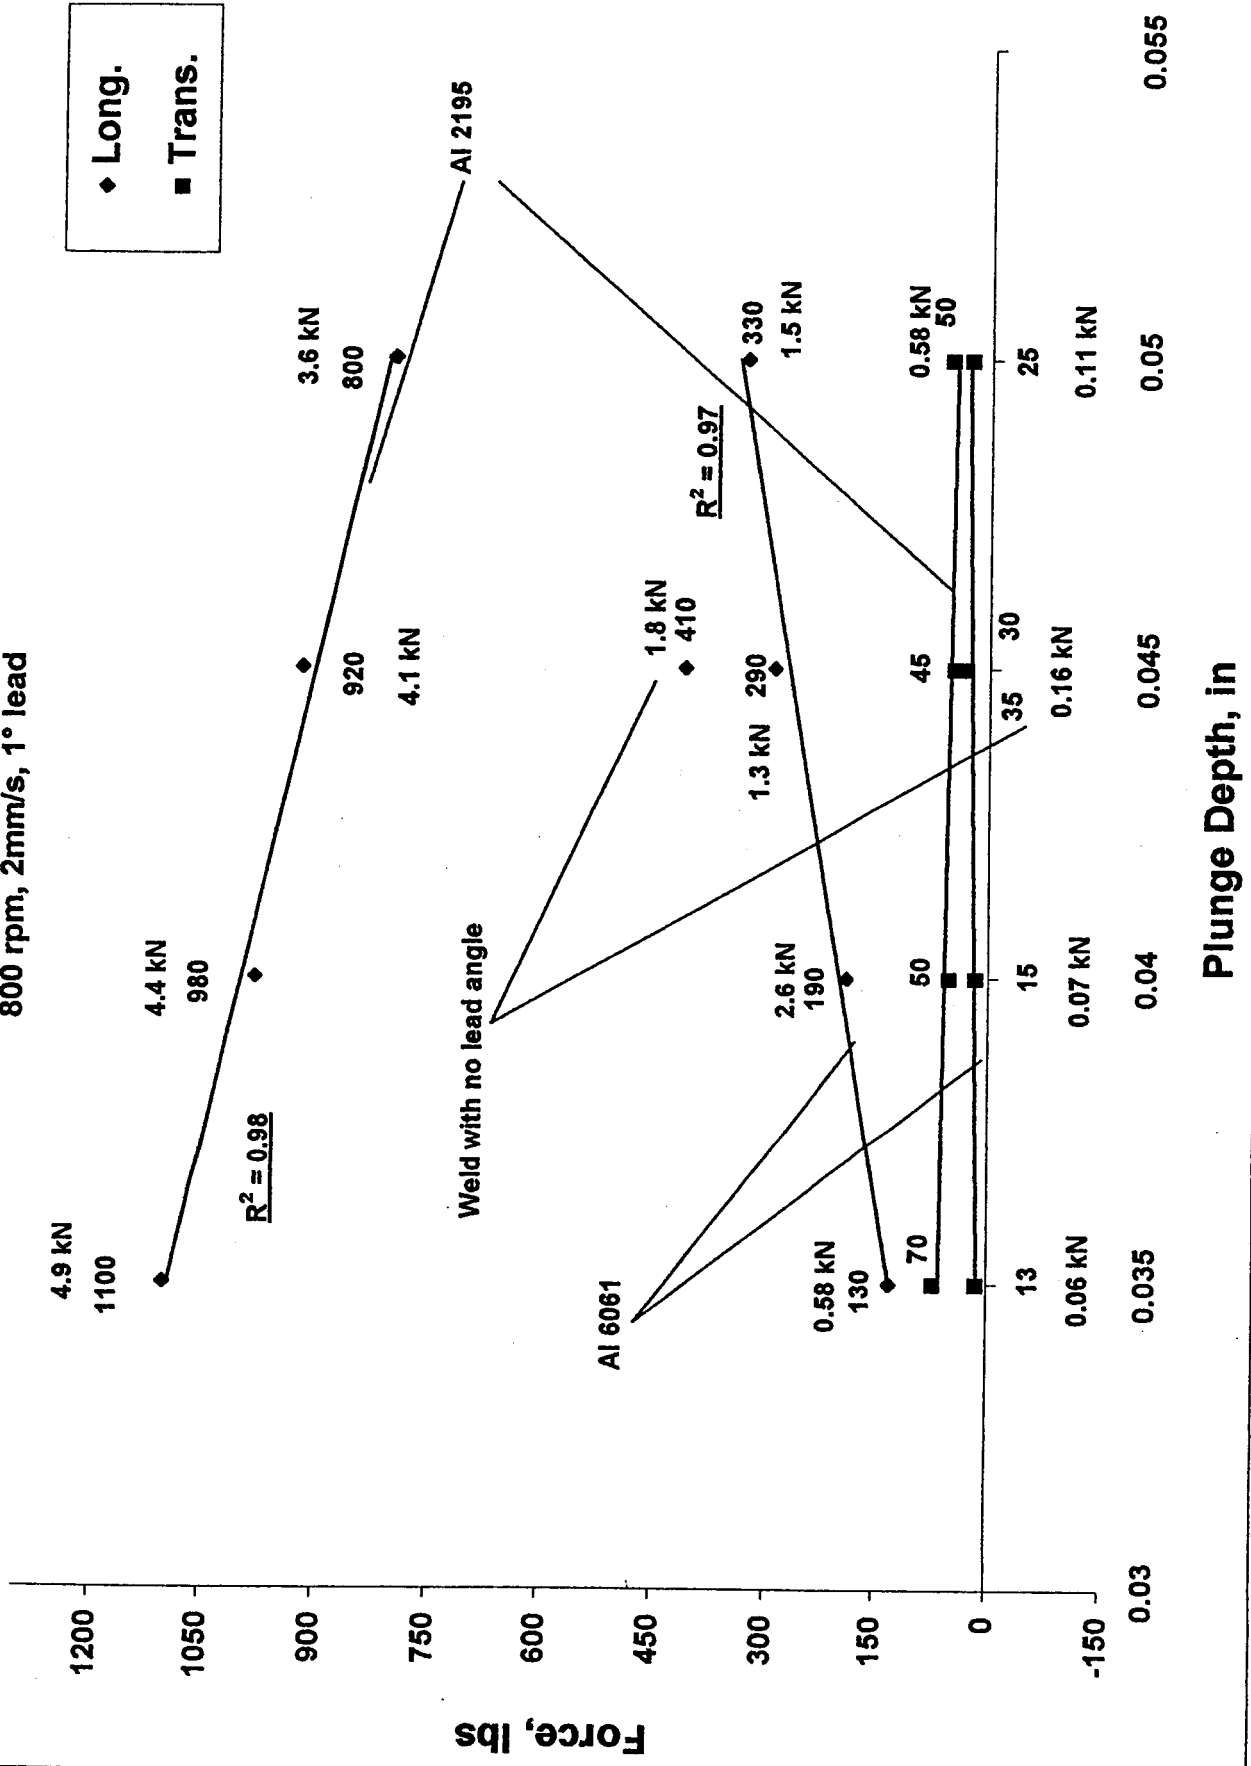 800 rpm, 2mm/s, 1° lead
Long.
Trans.
Force, lbs
1200
1050
900
750
600
450
300
150
0
-150
4.9 kN
1100
R² = 0.98
4.4 kN
980
920
4.1 kN
3.6 kN
800
Al 2195
Weld with no lead angle
1.8 kN
410
Al 6061
0.58 kN
130
2.6 kN
190
1.3 kN
290
R² = 0.97
330
1.5 kN
70
50
45
0.58 kN
50
13
15
35
30
25
0.06 kN
0.07 kN
0.16 kN
0.11 kN
0.03
0.035
0.04
0.045
0.05
0.055
Plunge Depth, in